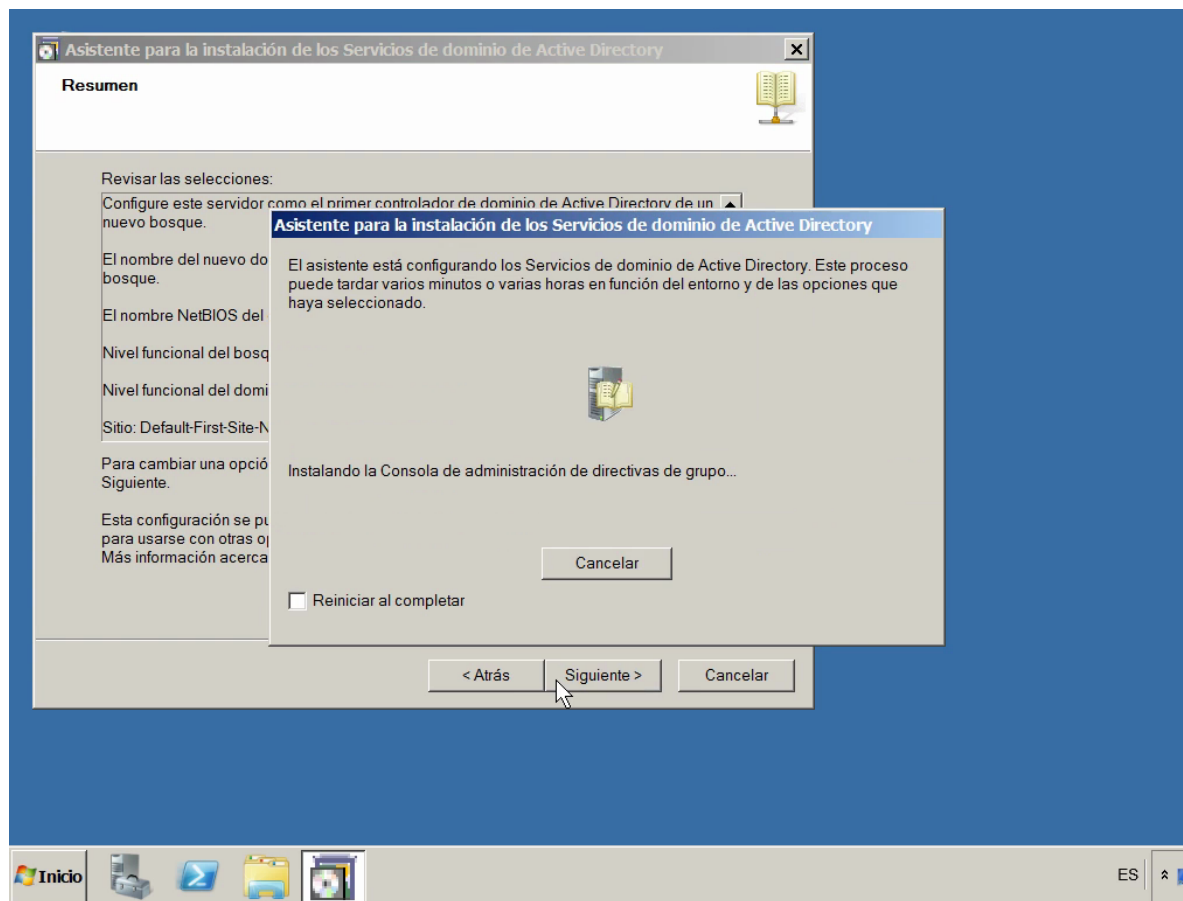 Asistente para la instalación de los Servicios de dominio de Active Directory
Resumen
Revisar las selecciones:
Configure este servidor como el primer controlador de dominio de Active Directory de un
nuevo bosque.
El nombre del nuevo do
bosque.
El nombre NetBIOS del
Nivel funcional del bosq
Nivel funcional del domi
Sitio: Default-First-Site-N
Para cambiar una opció
Siguiente.
Esta configuración se pu
para usarse con otras op
Más información acerca
Asistente para la instalación de los Servicios de dominio de Active Directory
El asistente está configurando los Servicios de dominio de Active Directory. Este proceso
puede tardar varios minutos o varias horas en función del entorno y de las opciones que
haya seleccionado.
Instalando la Consola de administración de directivas de grupo...
Cancelar
Reiniciar al completar
< Atrás
Siguiente >
Cancelar
Inicio
ES